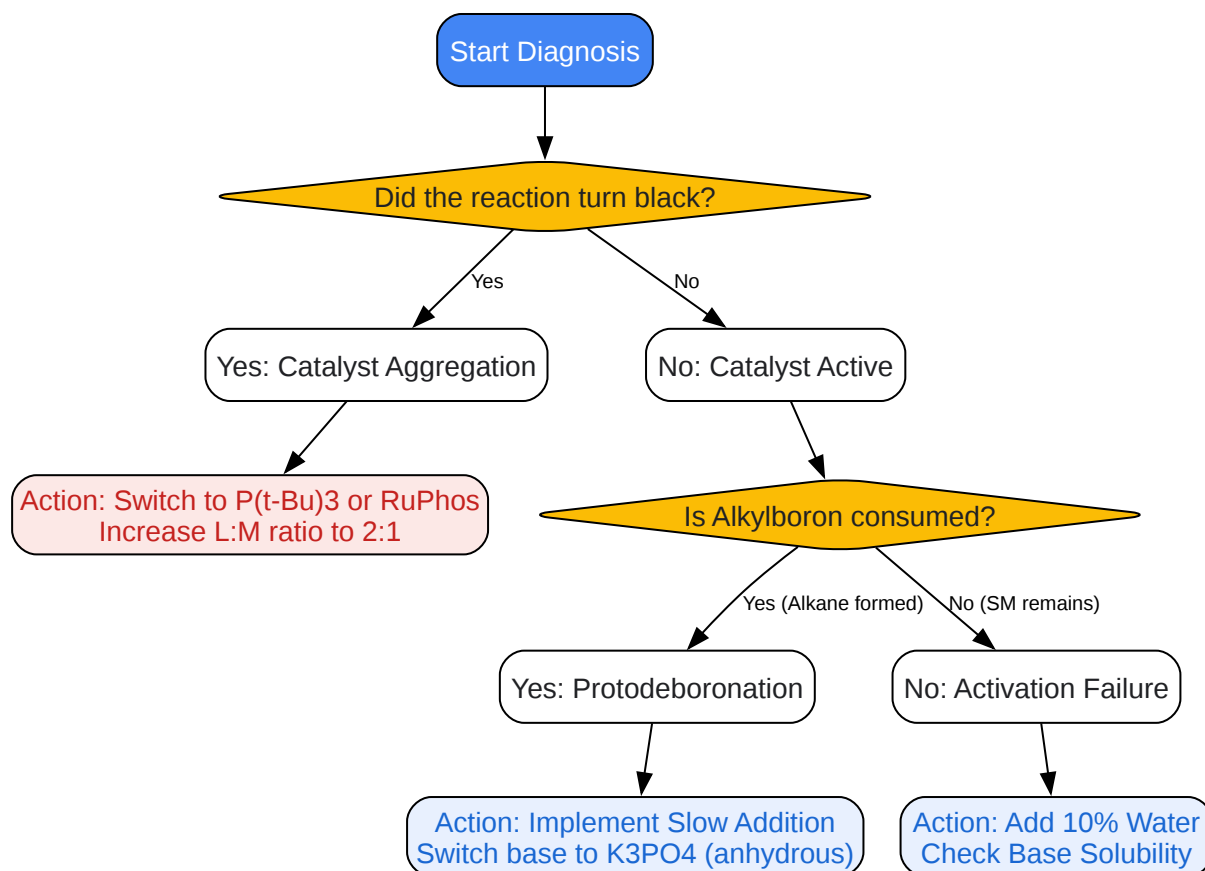 Start Diagnosis
Did the reaction turn black?
Yes
No
Yes: Catalyst Aggregation
No: Catalyst Active
Action: Switch to P(t-Bu)3 or RuPhos
Increase L:M ratio to 2:1
Is Alkylboron consumed?
Yes (Alkane formed)
No (SM remains)
Yes: Protodeboronation
No: Activation Failure
Action: Implement Slow Addition
Switch base to K3PO4 (anhydrous)
Action: Add 10% Water
Check Base Solubility